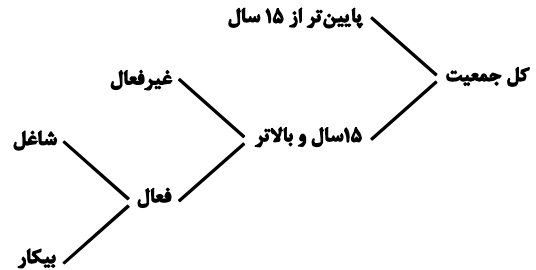 پایین‌تر از ۱۵ سال
کل جمعیت
غیرفعال
۱۵سال و بالاتر
شاغل
فعال
بیکار